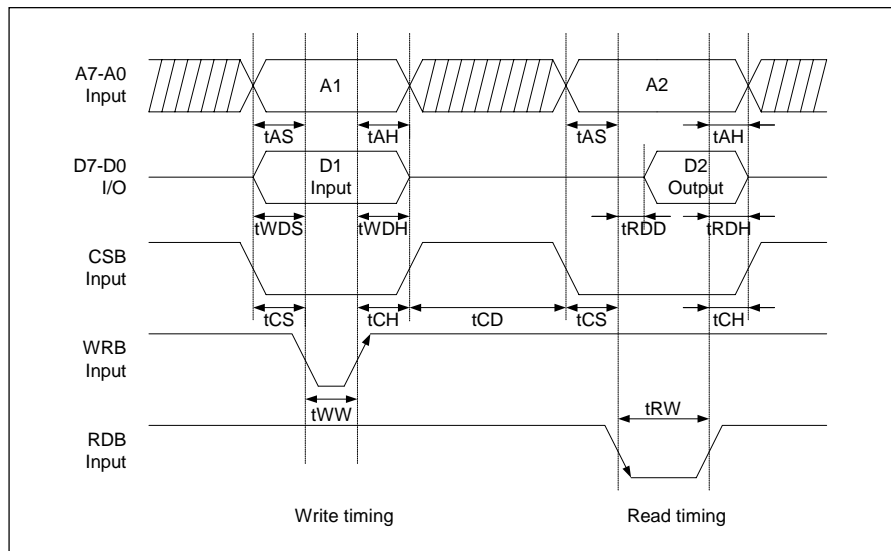 A7-A0
Input
A1
A2
tAS
tAH
tAS
tAH
D7-D0
I/O
D1
Input
D2
Output
tWDS
tWDH
tRDD
tRDH
CSB
Input
tCS
tCH
tCD
tCS
tCH
WRB
Input
tWW
tRW
RDB
Input
Write timing
Read timing